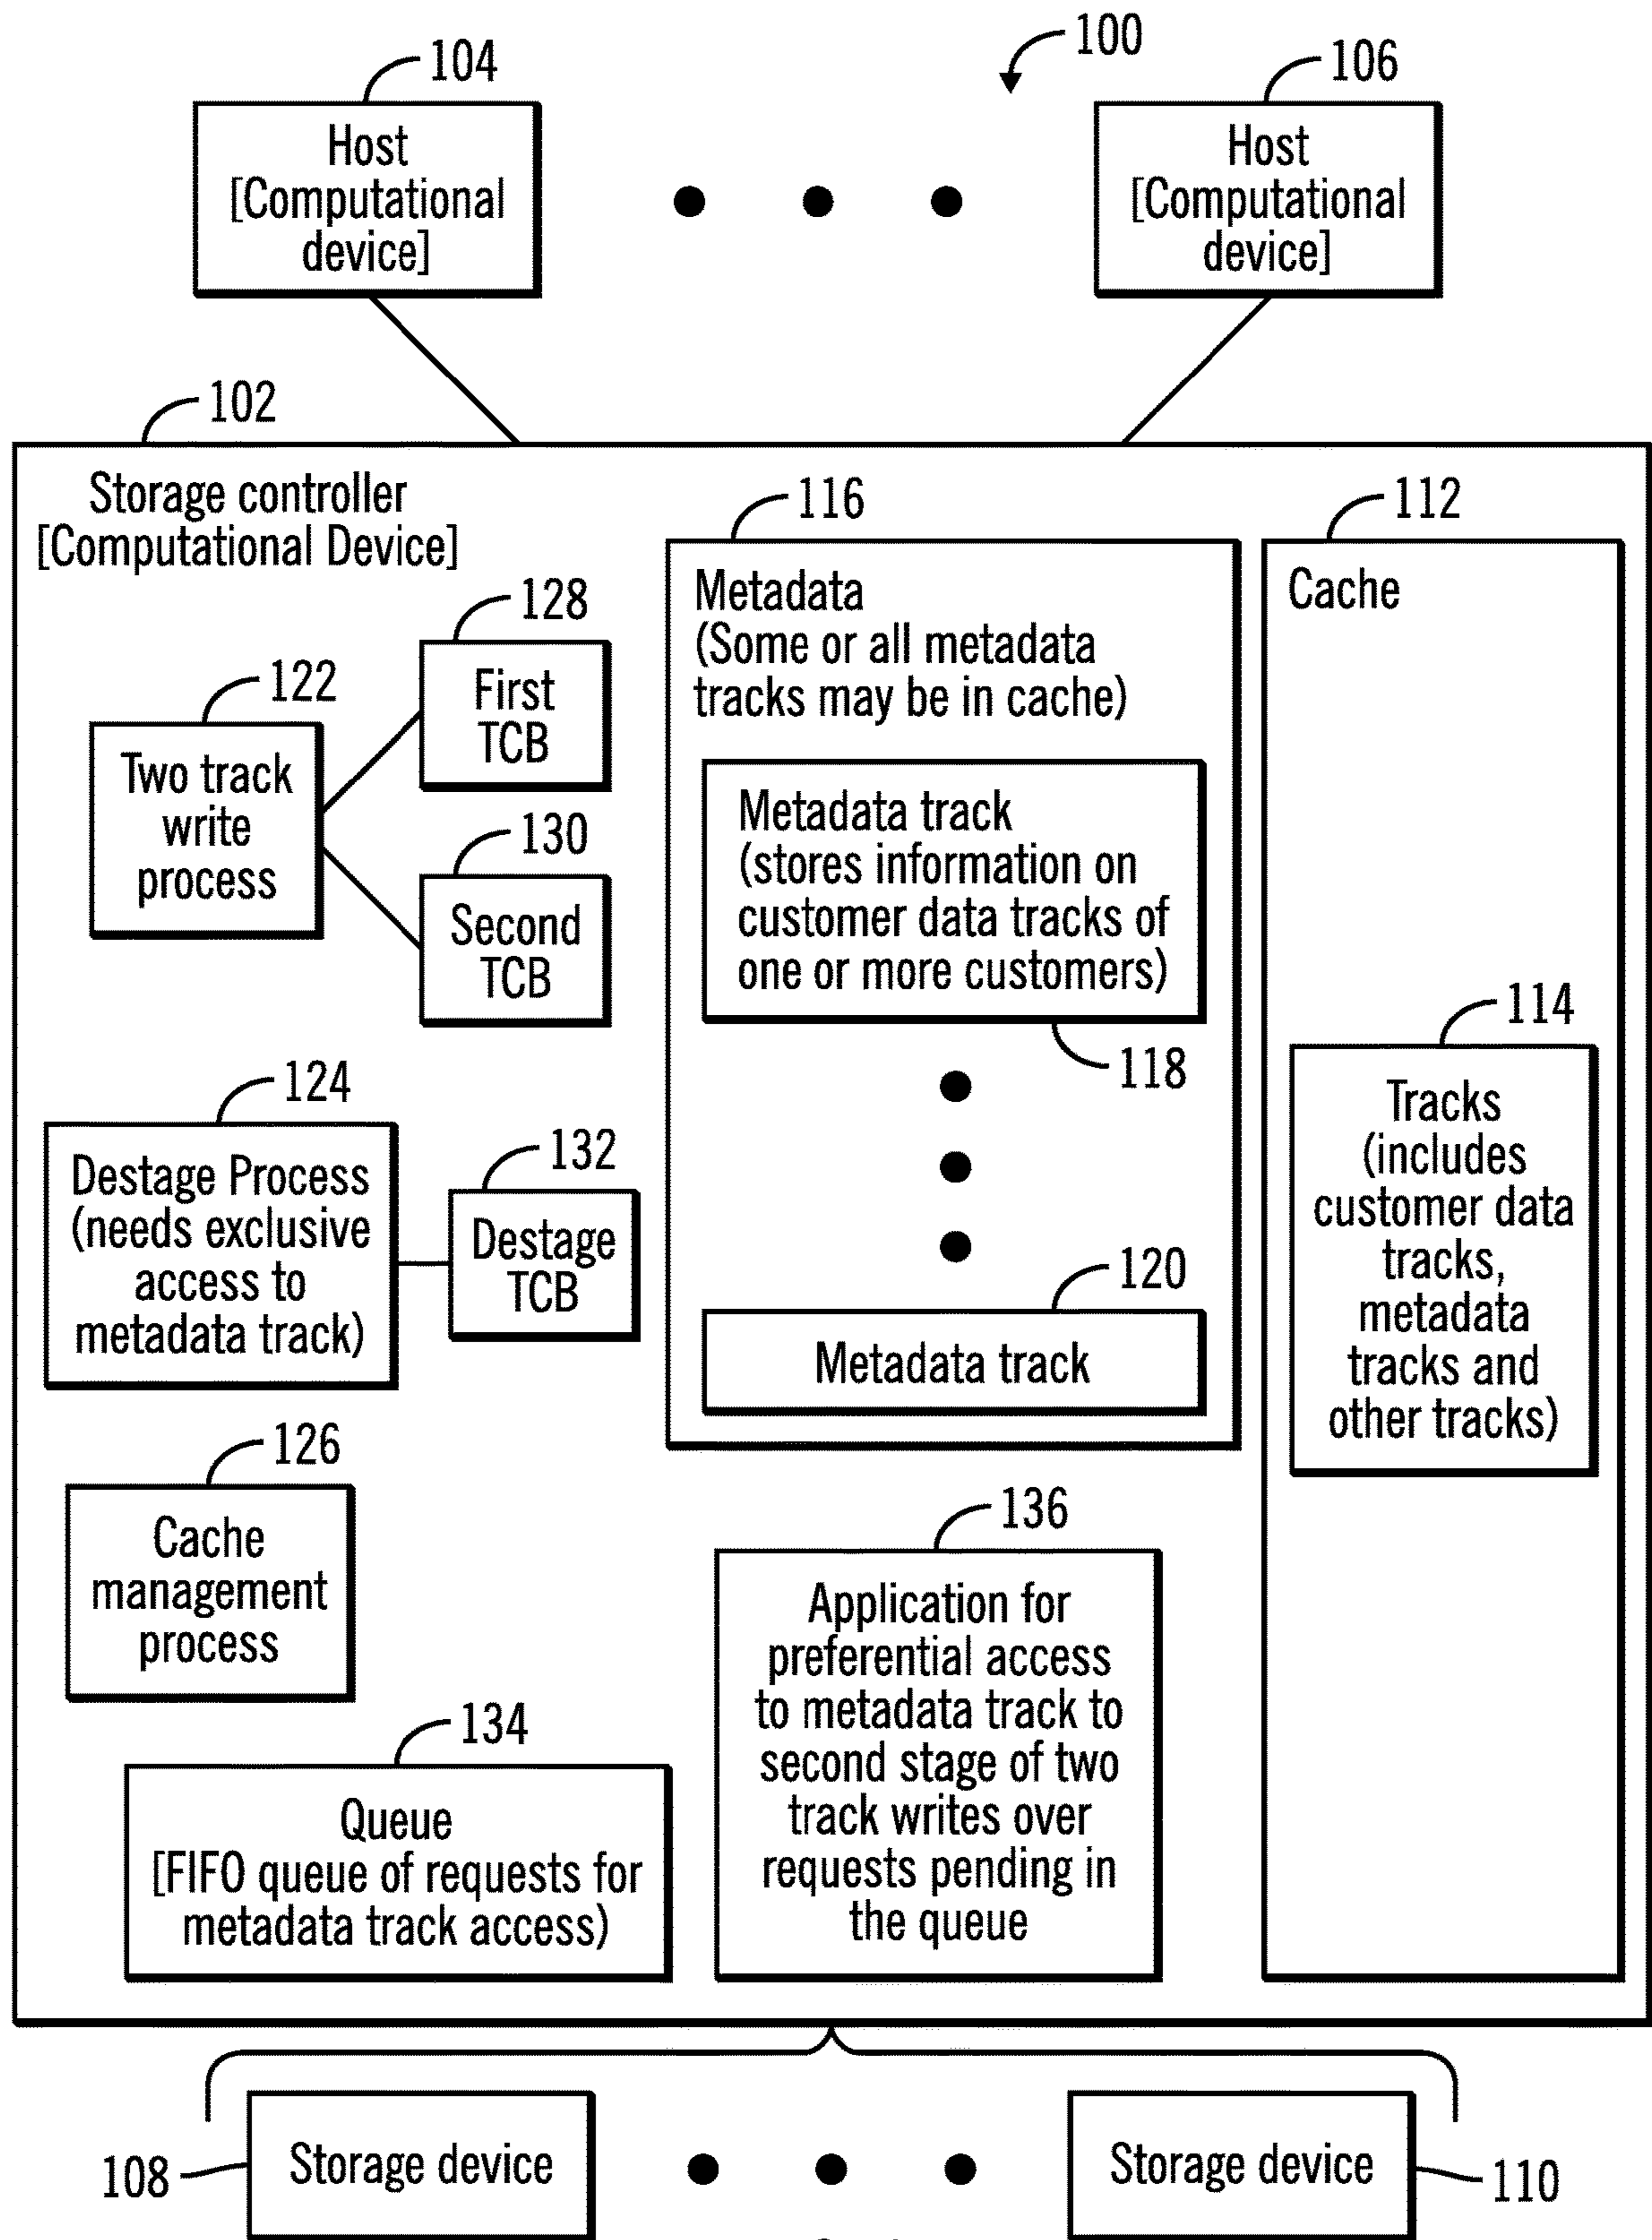 100
104
Host
[Computational
device]
106
Host
[Computational
device]
102
Storage controller
[Computational Device]
128
First
TCB
122
Two track
write
process
130
Second
TCB
124
Destage Process
(needs exclusive
access to
metadata track)
132
Destage
TCB
126
Cache
management
process
134
Queue
[FIFO queue of requests for
metadata track access)
116
Metadata
(Some or all metadata
tracks may be in cache)
Metadata track
(stores information on
customer data tracks of
one or more customers)
118
120
Metadata track
136
Application for
preferential access
to metadata track to
second stage of two
track writes over
requests pending in
the queue
112
Cache
114
Tracks
(includes
customer data
tracks,
metadata
tracks and
other tracks)
108
Storage device
Storage device
110